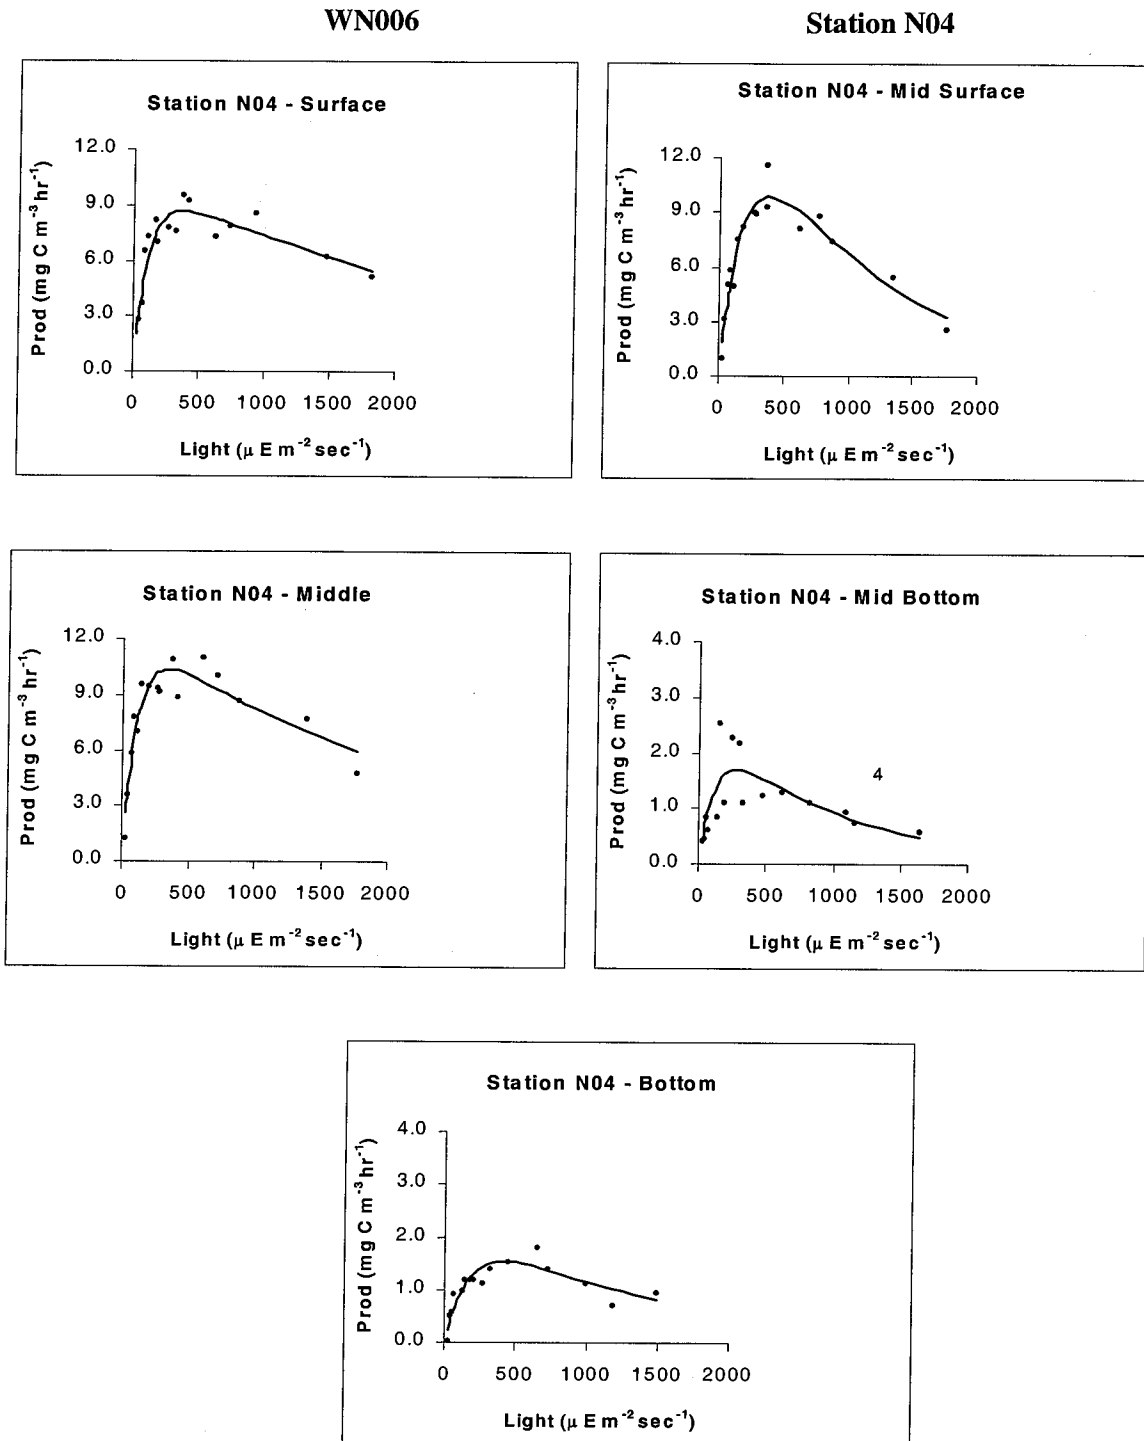 WN006
Station N04
Station N04 - Surface
Prod (mg C m⁻³ hr⁻¹)
12.0
9.0
6.0
3.0
0.0
0 500 1000 1500 2000
Light (μ E m⁻² sec⁻¹)
Station N04 - Mid Surface
Prod (mg C m⁻³ hr⁻¹)
12.0
9.0
6.0
3.0
0.0
0 500 1000 1500 2000
Light (μ E m⁻² sec⁻¹)
Station N04 - Middle
Prod (mg C m⁻³ hr⁻¹)
12.0
9.0
6.0
3.0
0.0
0 500 1000 1500 2000
Light (μ E m⁻² sec⁻¹)
Station N04 - Mid Bottom
Prod (mg C m⁻³ hr⁻¹)
4.0
3.0
2.0
1.0
0.0
4
0 500 1000 1500 2000
Light (μ E m⁻² sec⁻¹)
Station N04 - Bottom
Prod (mg C m⁻³ hr⁻¹)
4.0
3.0
2.0
1.0
0.0
0 500 1000 1500 2000
Light (μ E m⁻² sec⁻¹)